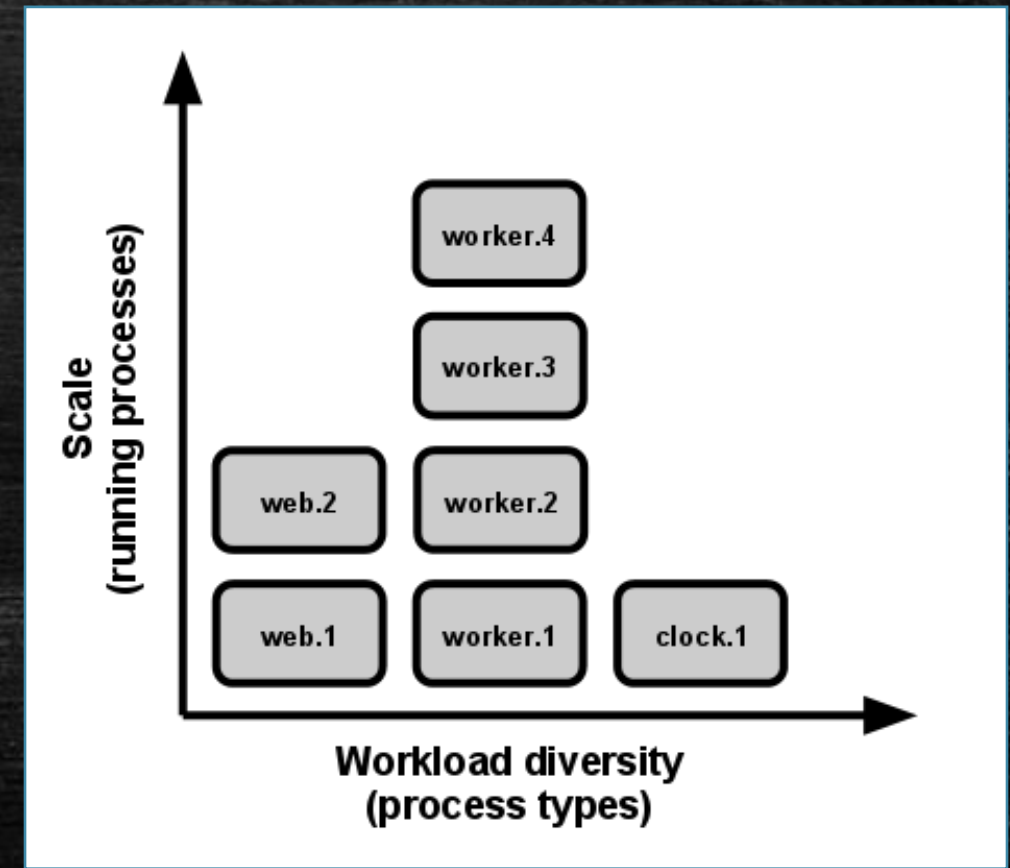 Scale
(running processes)
worker.4
worker.3
web.2
worker.2
web.1
worker.1
clock.1
Workload diversity
(process types)